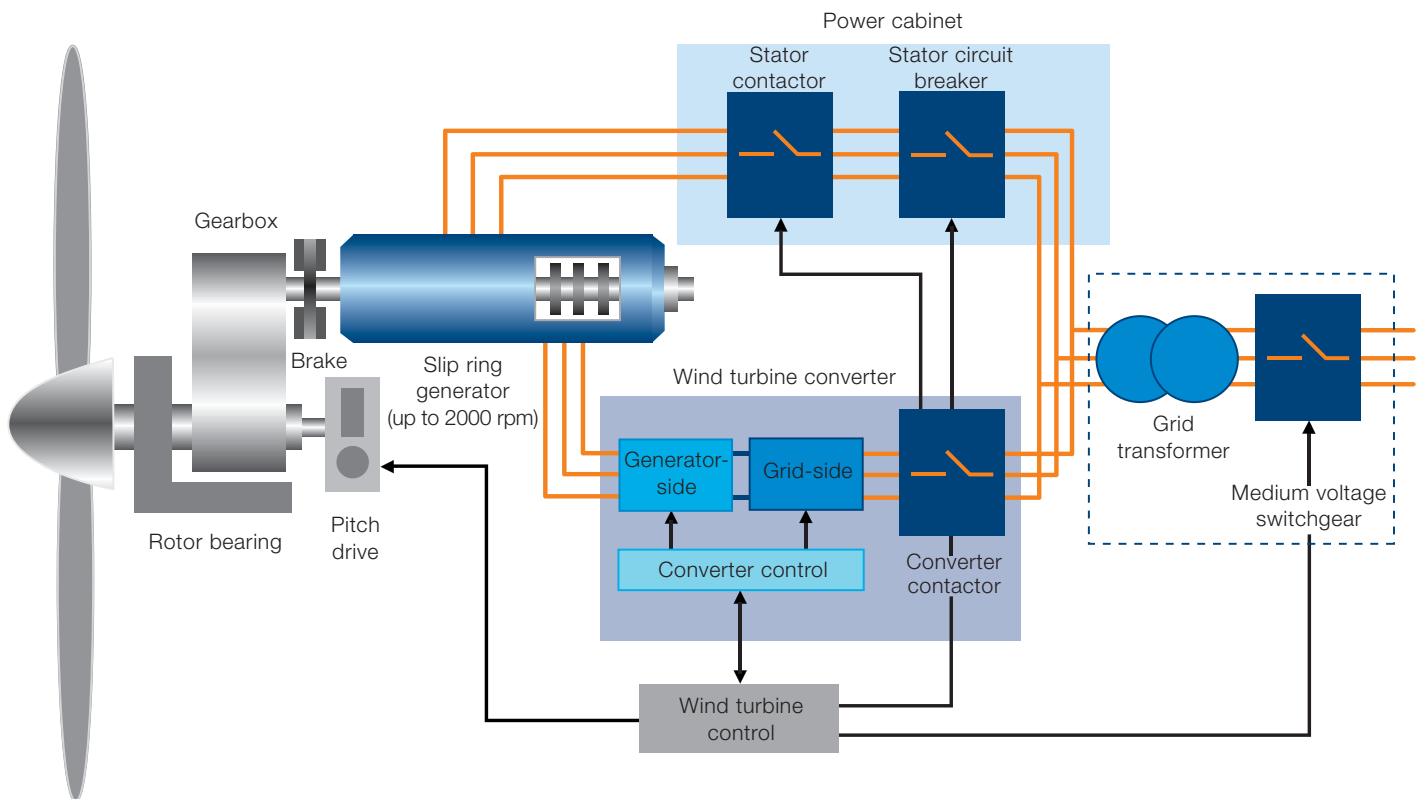 Power cabinet
Stator
contactor
Stator circuit
breaker
Gearbox
Brake
Slip ring
generator
(up to 2000 rpm)
Wind turbine converter
Generator-
side
Grid-side
Grid
transformer
Medium voltage
switchgear
Rotor bearing
Pitch
drive
Converter control
Converter
contactor
Wind turbine
control